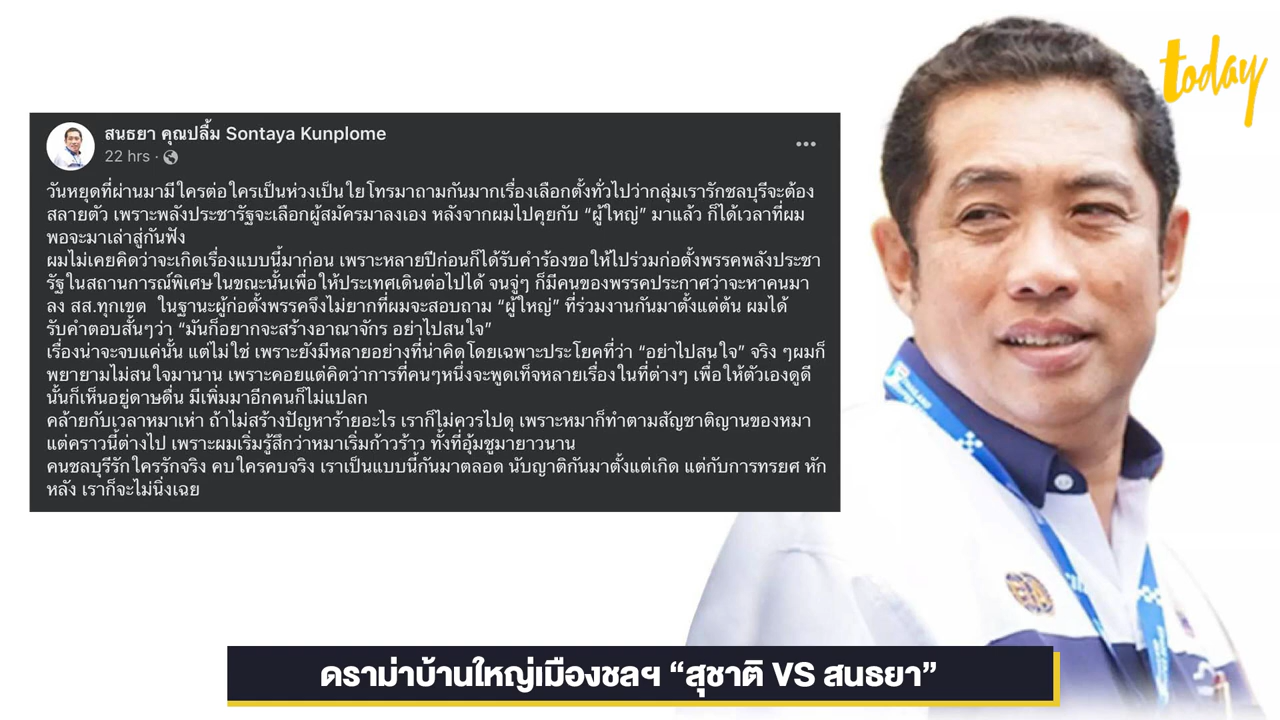 today
สนธยา คุณปลื้ม Sontaya Kunplome
22 hrs ·
วันหยุดที่ผ่านมามีใครต่อใครเป็นห่วงเป็นใยโทรมาถามกันมากเรื่องเลือกตั้งทั่วไปว่ากลุ่มเรารักชลบุรีจะต้อง
สลายตัว เพราะพลังประชารัฐจะเลือกผู้สมัครมาลงเอง หลังจากผมไปคุยกับ “ผู้ใหญ่” มาแล้ว ก็ได้เวลาที่ผม
พอจะมาเล่าสู่กันฟัง
ผมไม่เคยคิดว่าจะเกิดเรื่องแบบนี้มาก่อน เพราะหลายปีก่อนก็ได้รับคำร้องขอให้ไปร่วมก่อตั้งพรรคพลังประชา
รัฐในสถานการณ์พิเศษในขณะนั้นเพื่อให้ประเทศเดินต่อไปได้ จนจู่ๆ ก็มีคนของพรรคประกาศว่าจะหาคนมา
ลง สส.ทุกเขต ในฐานะผู้ก่อตั้งพรรคจึงไม่ยากที่ผมจะสอบถาม “ผู้ใหญ่” ที่ร่วมงานกันมาตั้งแต่ต้น ผมได้
รับคำตอบสั้นๆว่า “มันก็อยากจะสร้างอาณาจักร อย่าไปสนใจ”
เรื่องน่าจะจบแค่นั้น แต่ไม่ใช่ เพราะยังมีหลายอย่างที่น่าคิดโดยเฉพาะประโยคที่ว่า “อย่าไปสนใจ” จริง ๆผมก็
พยายามไม่สนใจมานาน เพราะคอยแต่คิดว่าการที่คนๆหนึ่งจะพูดเท็จหลายเรื่องในที่ต่างๆ เพื่อให้ตัวเองดูดี
นั้นก็เห็นอยู่ดาษดื่น มีเพิ่มมาอีกคนก็ไม่แปลก
คล้ายกับเวลาหมาเห่า ถ้าไม่สร้างปัญหาร้ายอะไร เราก็ไม่ควรไปดุ เพราะหมาก็ทำตามสัญชาติญานของหมา
แต่คราวนี้ต่างไป เพราะผมเริ่มรู้สึกว่าหมาเริ่มก้าวร้าว ทั้งที่อุ้มชูมายาวนาน
คนชลบุรีรักใครรักจริง คบใครคบจริง เราเป็นแบบนี้กันมาตลอด นับญาติกันมาตั้งแต่เกิด แต่กับการทรยศ หัก
หลัง เราก็จะไม่นิ่งเฉย
ดราม่าบ้านใหญ่เมืองชลฯ “สุชาติ VS สนธยา”